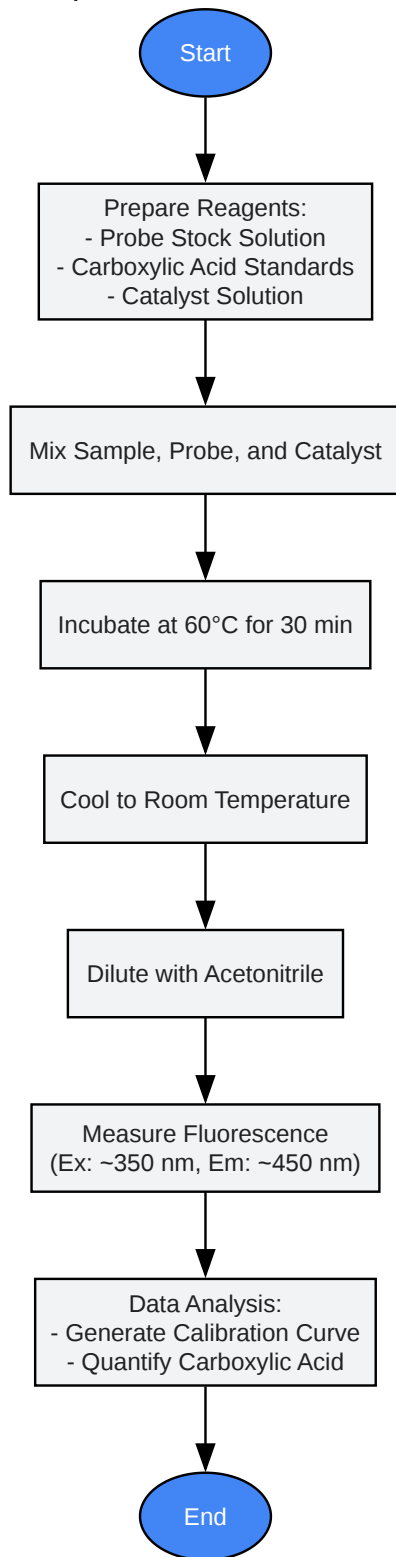 Start
Prepare Reagents:
- Probe Stock Solution
- Carboxylic Acid Standards
- Catalyst Solution
Mix Sample, Probe, and Catalyst
Incubate at 60°C for 30 min
Cool to Room Temperature
Dilute with Acetonitrile
Measure Fluorescence
(Ex: ~350 nm, Em: ~450 nm)
Data Analysis:
- Generate Calibration Curve
- Quantify Carboxylic Acid
End